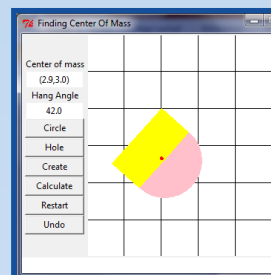 Finding Center Of Mass
Center of mass
(2.9,3.0)
Hang Angle
42.0
Circle
Hole
Create
Calculate
Restart
Undo